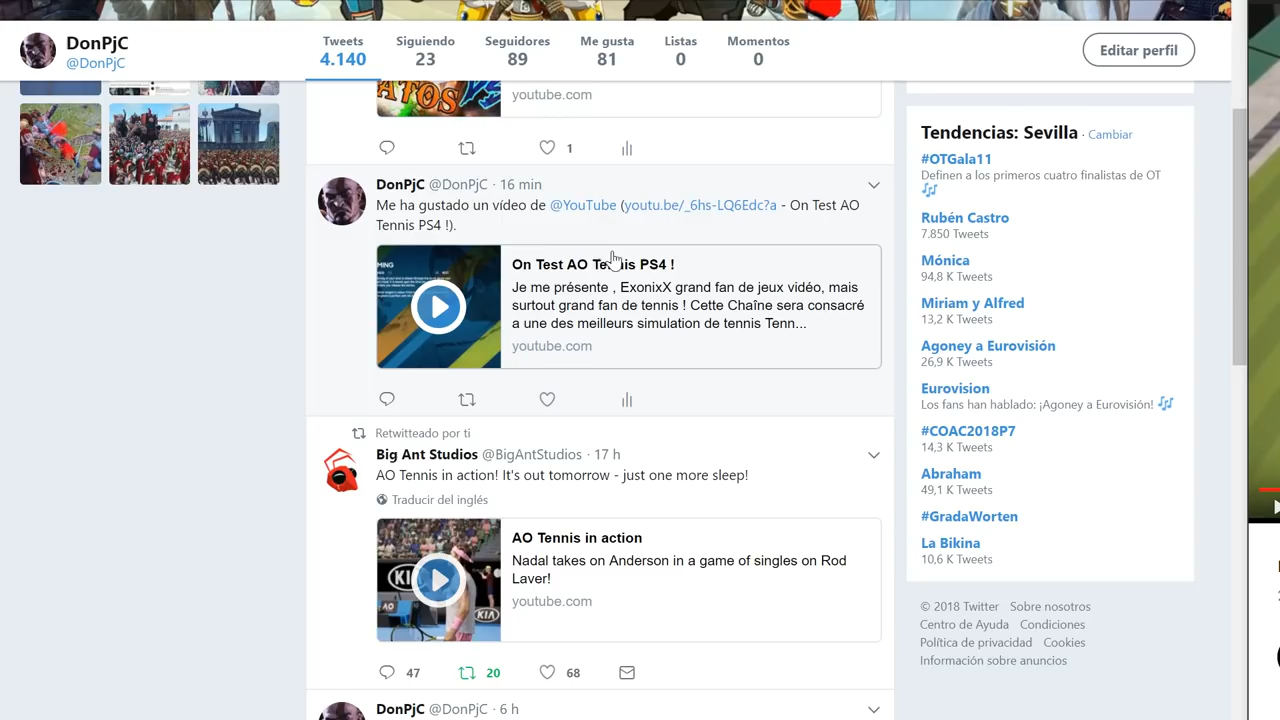 DonPjC
@DonPjC
Tweets
4.140
Siguiendo
23
Seguidores
89
Me gusta
81
Listas
0
Momentos
0
Editar perfil
ATOS
youtube.com
1
DonPjC @DonPjC · 16 min
Me ha gustado un vídeo de @YouTube (youtu.be/_6hs-LQ6Edc?a - On Test AO
Tennis PS4 !).
On Test AO Tennis PS4 !
Je me présente , ExonixX grand fan de jeux vidéo, mais
surtout grand fan de tennis ! Cette Chaîne sera consacré
a une des meilleurs simulation de tennis Tenn...
youtube.com
Retwitteado por ti
Big Ant Studios @BigAntStudios · 17 h
AO Tennis in action! It's out tomorrow - just one more sleep!
Traducir del inglés
AO Tennis in action
Nadal takes on Anderson in a game of singles on Rod
Laver!
youtube.com
KIA
47
20
68
DonPjC @DonPjC · 6 h
Tendencias: Sevilla · Cambiar
#OTGala11
Definen a los primeros cuatro finalistas de OT
Rubén Castro
7.850 Tweets
Mónica
94,8 K Tweets
Miriam y Alfred
13,2 K Tweets
Agoney a Eurovisión
26,9 K Tweets
Eurovision
Los fans han hablado: ¡Agoney a Eurovisión!
#COAC2018P7
14,3 K Tweets
Abraham
49,1 K Tweets
#GradaWorten
La Bikina
10,6 K Tweets
© 2018 Twitter Sobre nosotros
Centro de Ayuda Condiciones
Política de privacidad Cookies
Información sobre anuncios